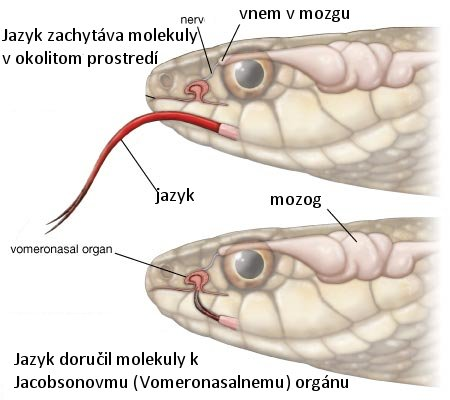 nerv
vnem v mozgu
Jazyk zachytáva molekuly
v okolitom prostredí
jazyk
mozog
vomeronasal organ
Jazyk doručil molekuly k
Jacobsonovmu (Vomeronasalnemu) orgánu